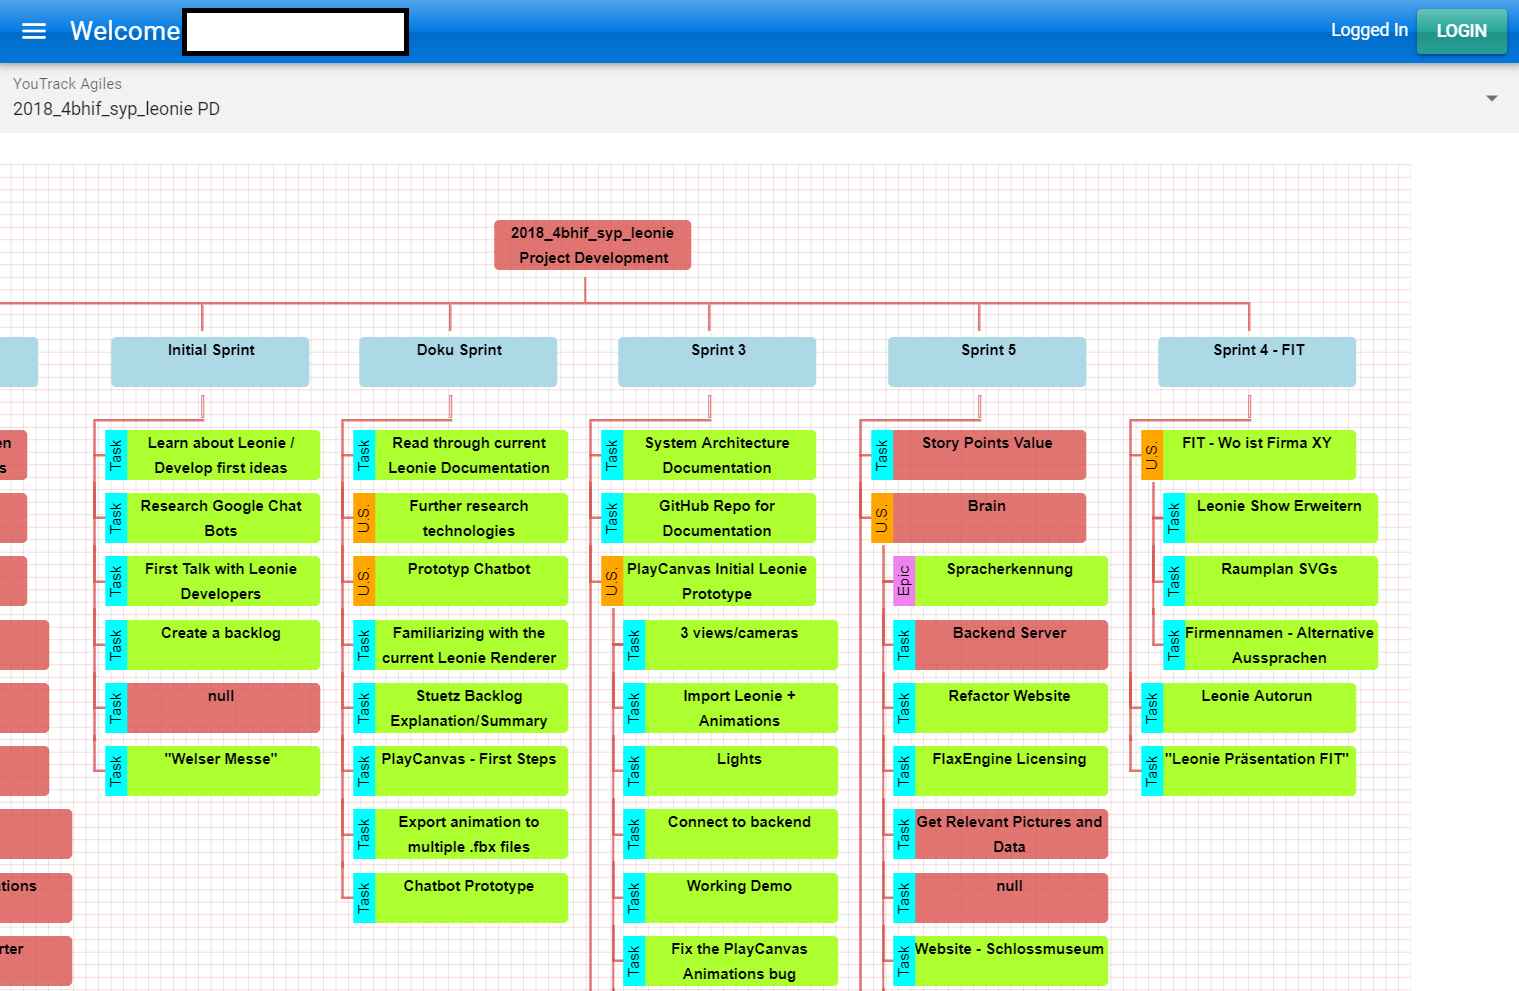 Welcome
Logged In
LOGIN
YouTrack Agiles
2018_4bhif_syp_leonie PD
2018_4bhif_syp_leonie
Project Development
Initial Sprint
Doku Sprint
Sprint 3
Sprint 5
Sprint 4 - FIT
en
s
ations
rter
Task
Learn about Leonie /
Develop first ideas
Task
Research Google Chat
Bots
Task
First Talk with Leonie
Developers
Task
Create a backlog
Task
null
Task
"Welser Messe"
Task
Read through current
Leonie Documentation
U.S.
Further research
technologies
U.S.
Prototyp Chatbot
Task
Familiarizing with the
current Leonie Renderer
Task
Stuetz Backlog
Explanation/Summary
Task
PlayCanvas - First Steps
Task
Export animation to
multiple .fbx files
Task
Chatbot Prototype
Task
System Architecture
Documentation
Task
GitHub Repo for
Documentation
U.S.
PlayCanvas Initial Leonie
Prototype
Task
3 views/cameras
Task
Import Leonie +
Animations
Task
Lights
Task
Connect to backend
Task
Working Demo
Task
Fix the PlayCanvas
Animations bug
Task
Story Points Value
U.S.
Brain
Epic
Spracherkennung
Task
Backend Server
Task
Refactor Website
Task
FlaxEngine Licensing
Task
Get Relevant Pictures and
Data
Task
null
Task
Website - Schlossmuseum
U.S.
FIT - Wo ist Firma XY
Task
Leonie Show Erweitern
Task
Raumplan SVGs
Task
Firmennamen - Alternative
Aussprachen
Task
Leonie Autorun
Task
"Leonie Präsentation FIT"